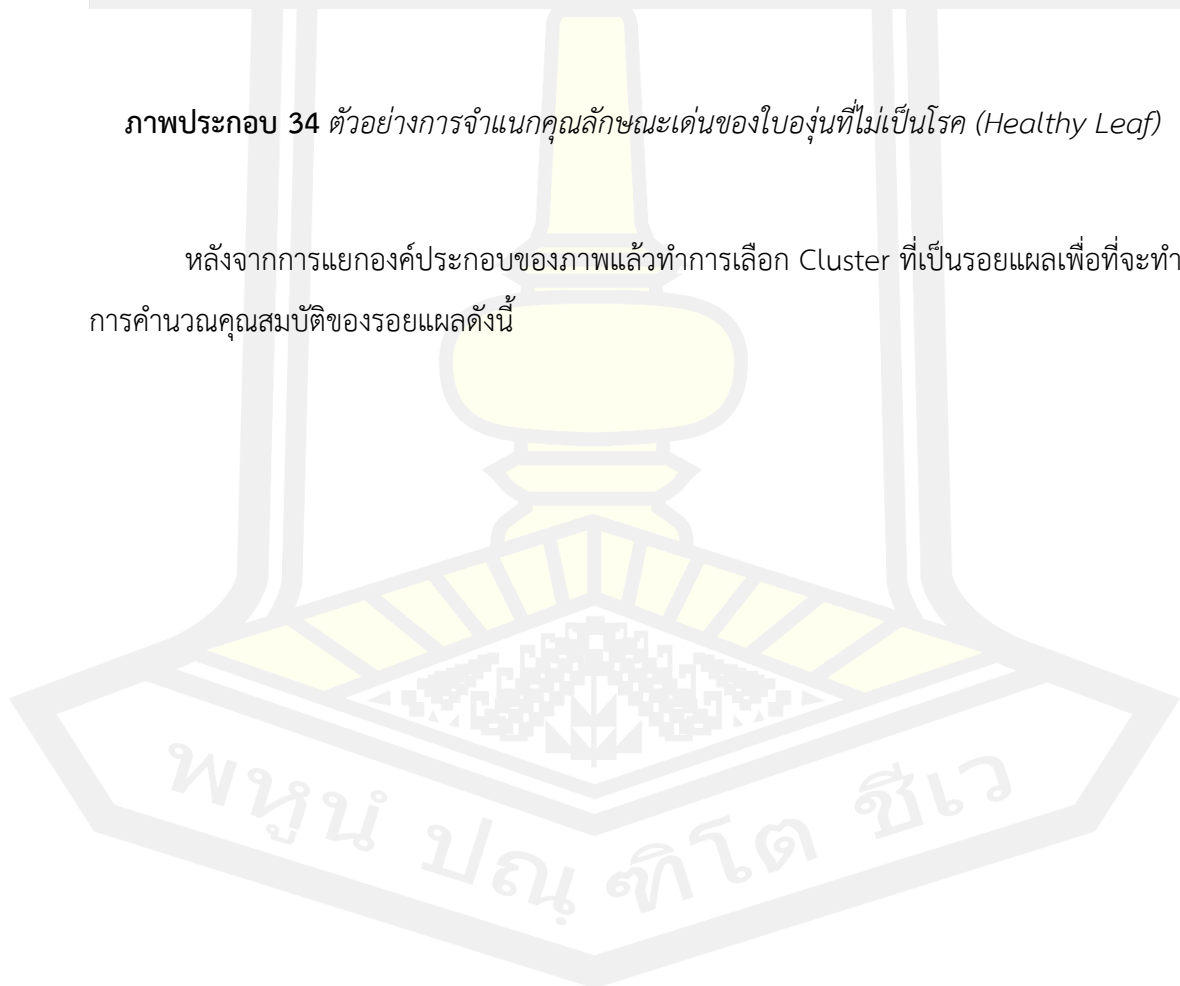 ภาพประกอบ 34 ตัวอย่างการจำแนกคุณลักษณะเด่นของใบองุ่นที่ไม่เป็นโรค (Healthy Leaf)
หลังจากการแยกองค์ประกอบของภาพแล้วทำการเลือก Cluster ที่เป็นรอยแผลเพื่อที่จะทำ
การคำนวณคุณสมบัติของรอยแผลดังนี้
พหูนํ ปณฺฑิโต ชีเว